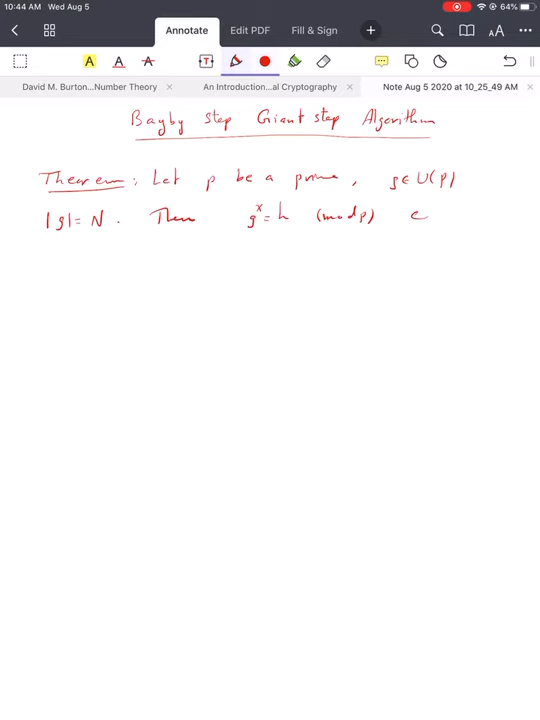 10:44 AM Wed Aug 5
64%
Annotate Edit PDF Fill & Sign
David M. Burton...Number Theory
An Introduction...al Cryptography
Note Aug 5 2020 at 10_25_49 AM
Bayby step Giant step Algorithm
Theorem: Let p be a prime, g ∈ U(p)
|g| = N. Then g^x = h (mod p) c